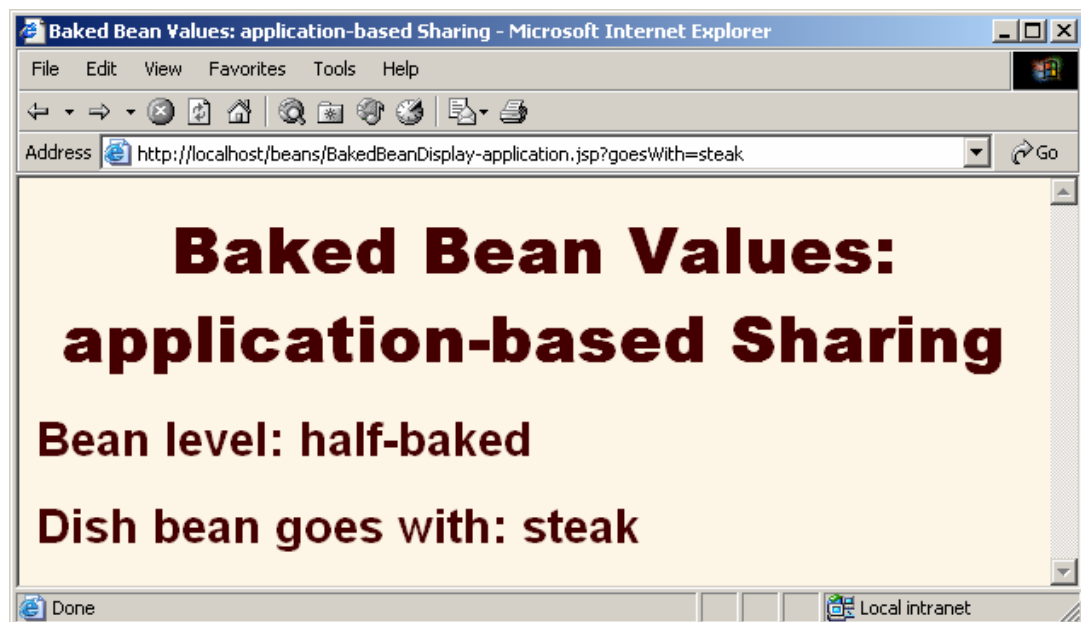 Baked Bean Values: application-based Sharing - Microsoft Internet Explorer
File Edit View Favorites Tools Help
Address http://localhost/beans/BakedBeanDisplay-application.jsp?goesWith=steak Go
Baked Bean Values:
application-based Sharing
Bean level: half-baked
Dish bean goes with: steak
Done Local intranet